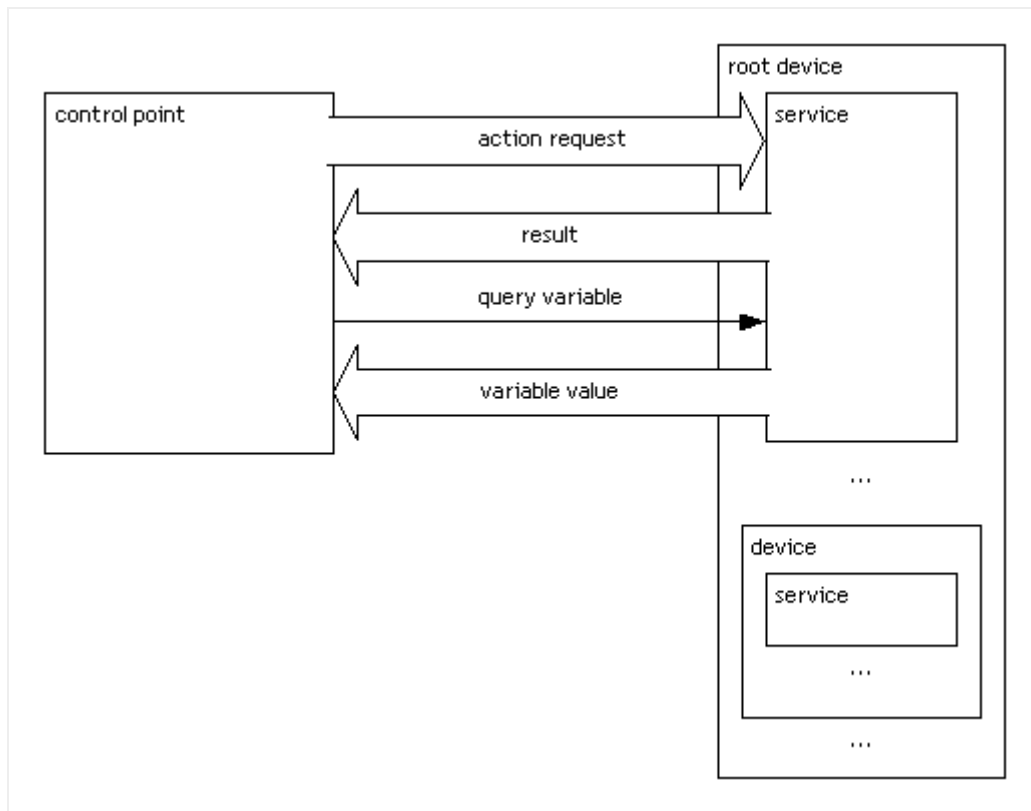 root device
control point
service
action request
result
query variable
variable value
...
device
service
...
...